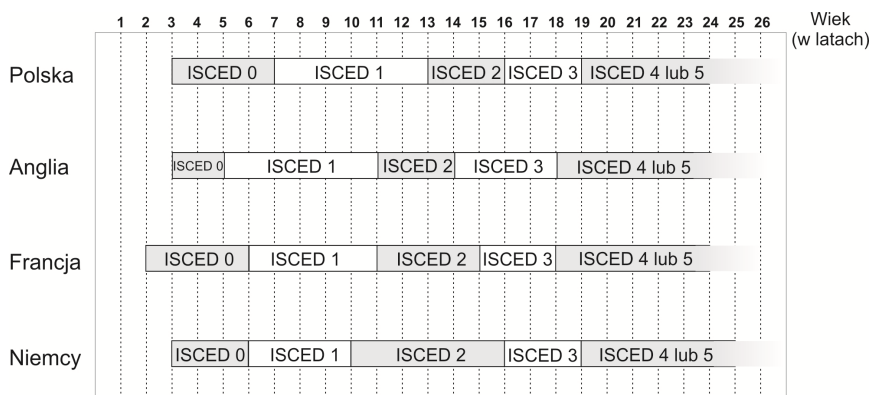 1 2 3 4 5 6 7 8 9 10 11 12 13 14 15 16 17 18 19 20 21 22 23 24 25 26 Wiek
(w latach)
Polska ISCED 0 ISCED 1 ISCED 2 ISCED 3 ISCED 4 lub 5
Anglia ISCED 0 ISCED 1 ISCED 2 ISCED 3 ISCED 4 lub 5
Francja ISCED 0 ISCED 1 ISCED 2 ISCED 3 ISCED 4 lub 5
Niemcy ISCED 0 ISCED 1 ISCED 2 ISCED 3 ISCED 4 lub 5